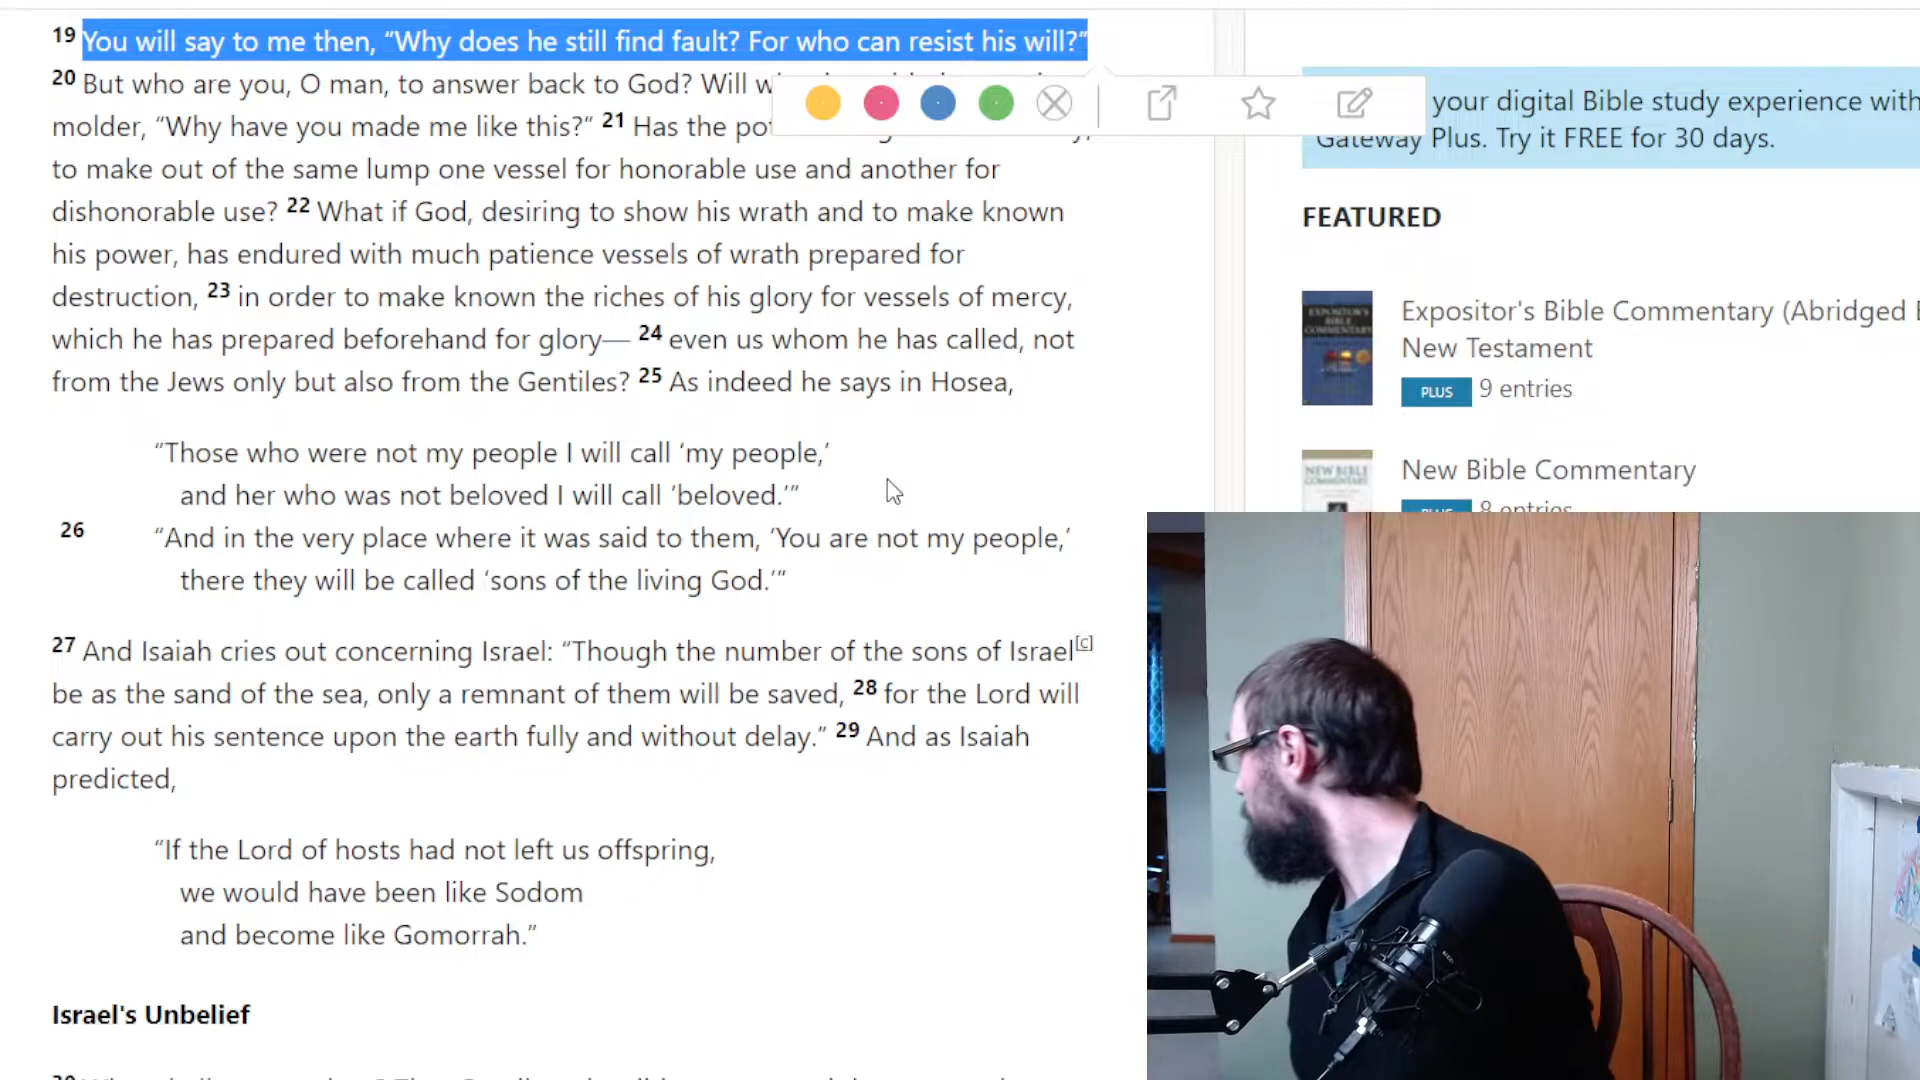 19 You will say to me then, “Why does he still find fault? For who can resist his will?”
20 But who are you, O man, to answer back to God? Will
molder, “Why have you made me like this?” 21 Has the
to make out of the same lump one vessel for honorable use and another for
dishonorable use? 22 What if God, desiring to show his wrath and to make known
his power, has endured with much patience vessels of wrath prepared for
destruction, 23 in order to make known the riches of his glory for vessels of mercy,
which he has prepared beforehand for glory— 24 even us whom he has called, not
from the Jews only but also from the Gentiles? 25 As indeed he says in Hosea,
“Those who were not my people I will call ‘my people,’
and her who was not beloved I will call ‘beloved.’”
26 “And in the very place where it was said to them, ‘You are not my people,’
there they will be called ‘sons of the living God.’”
27 And Isaiah cries out concerning Israel: “Though the number of the sons of Israel[c]
be as the sand of the sea, only a remnant of them will be saved, 28 for the Lord will
carry out his sentence upon the earth fully and without delay.” 29 And as Isaiah
predicted,
“If the Lord of hosts had not left us offspring,
we would have been like Sodom
and become like Gomorrah.”
Israel's Unbelief
your digital Bible study experience with
Gateway Plus. Try it FREE for 30 days.
FEATURED
EXPOSITOR'S
BIBLE
COMMENTARY
Expositor's Bible Commentary (Abridged
New Testament
PLUS 9 entries
NEW BIBLE
COMMENTARY
New Bible Commentary
PLUS 8 entries